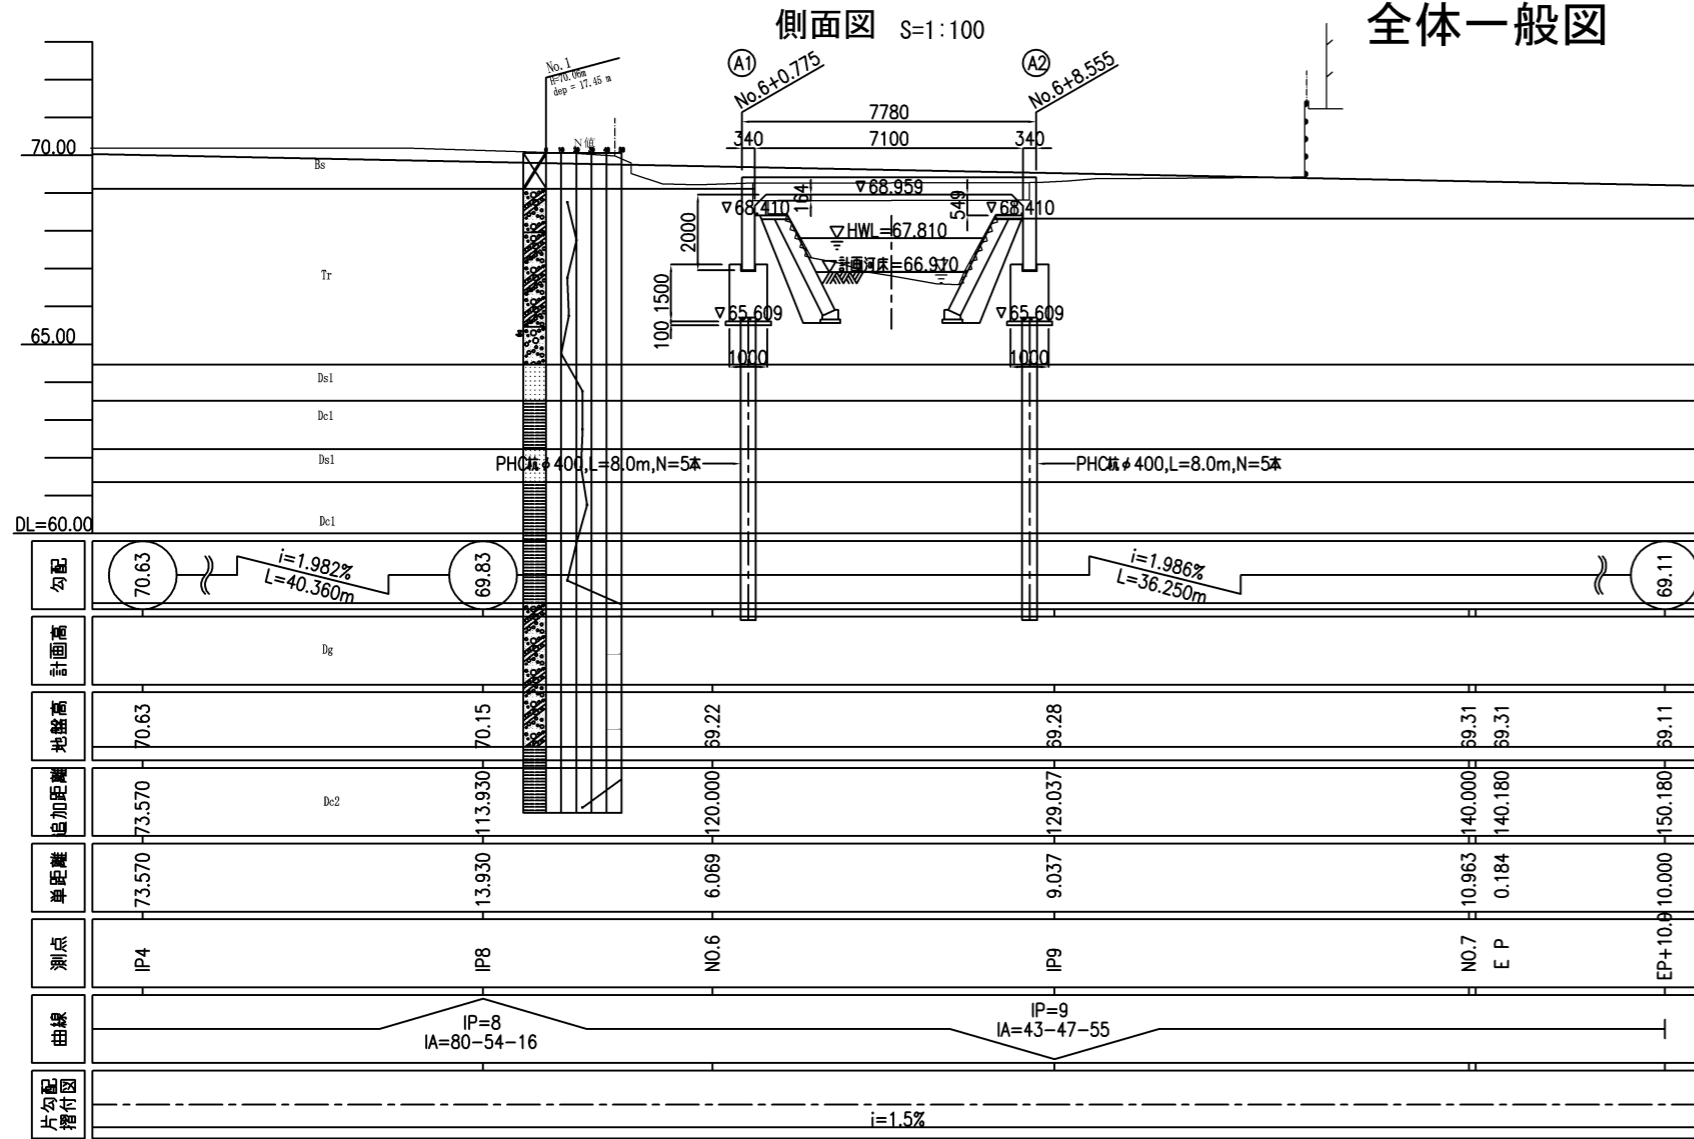 側面図 S=1:100
全体一般図
No.1
H=70.06m
dep = 17.45 m
N値
A1
No.6+0.775
A2
No.6+8.555
7780
340
7100
340
70.00
65.00
DL=60.00
Bs
Tr
Ds1
Dc1
Ds1
Dc1
Dg
Dc2
164
▽68.959
549
▽68.410
▽68.410
2000
▽HWL=67.810
▽計画河床=66.970
1500
100
▽65.609
▽65.609
1000
1000
PHC杭φ400,L=8.0m,N=5本
PHC杭φ400,L=8.0m,N=5本
勾配
70.63
i=1.982%
L=40.360m
69.83
i=1.986%
L=36.250m
69.11
計画高
地盤高
70.63
70.15
69.22
69.28
69.31
69.31
69.11
追加距離
73.570
113.930
120.000
129.037
140.000
140.180
150.180
単距離
73.570
13.930
6.069
9.037
10.963
0.184
10.000
測点
IP4
IP8
NO.6
IP9
NO.7
E P
EP+10.0
曲線
IP=8
IA=80-54-16
IP=9
IA=43-47-55
片勾配
摺付図
i=1.5%